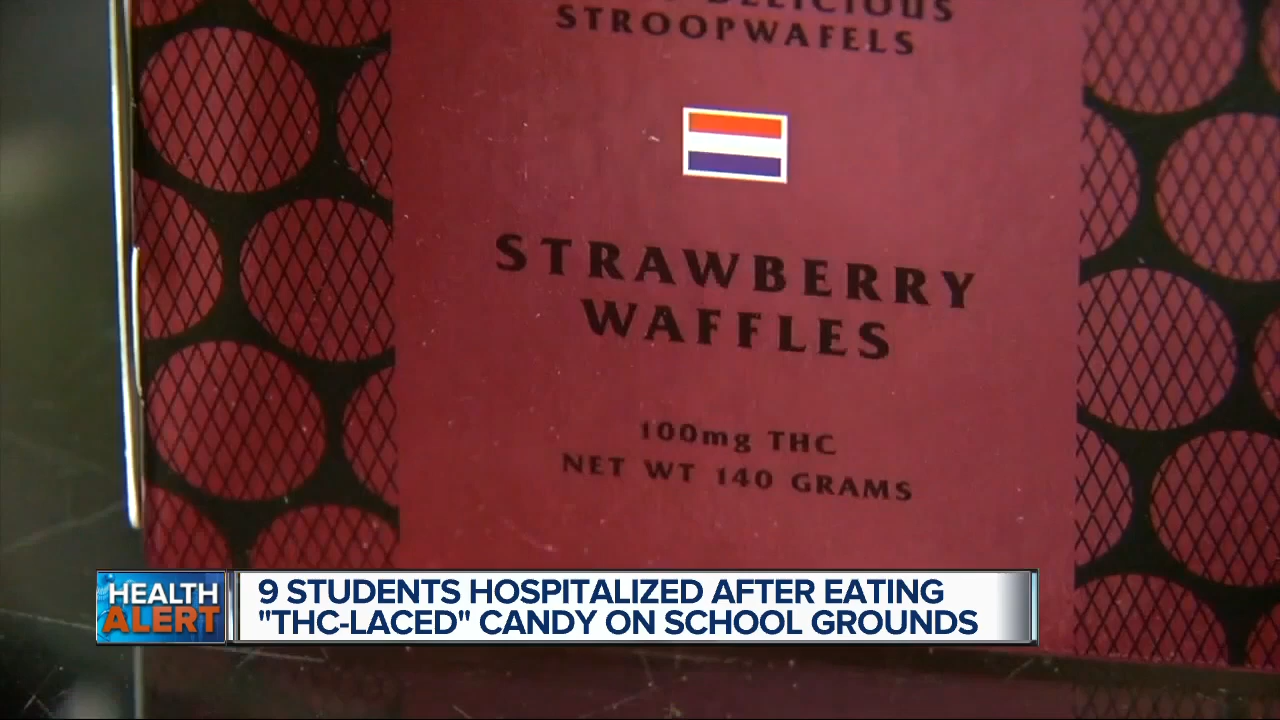 DELICIOUS
STROOPWAFELS
STRAWBERRY
WAFFLES
100mg THC
NET WT 140 GRAMS
HEALTH
ALERT
9 STUDENTS HOSPITALIZED AFTER EATING
"THC-LACED" CANDY ON SCHOOL GROUNDS